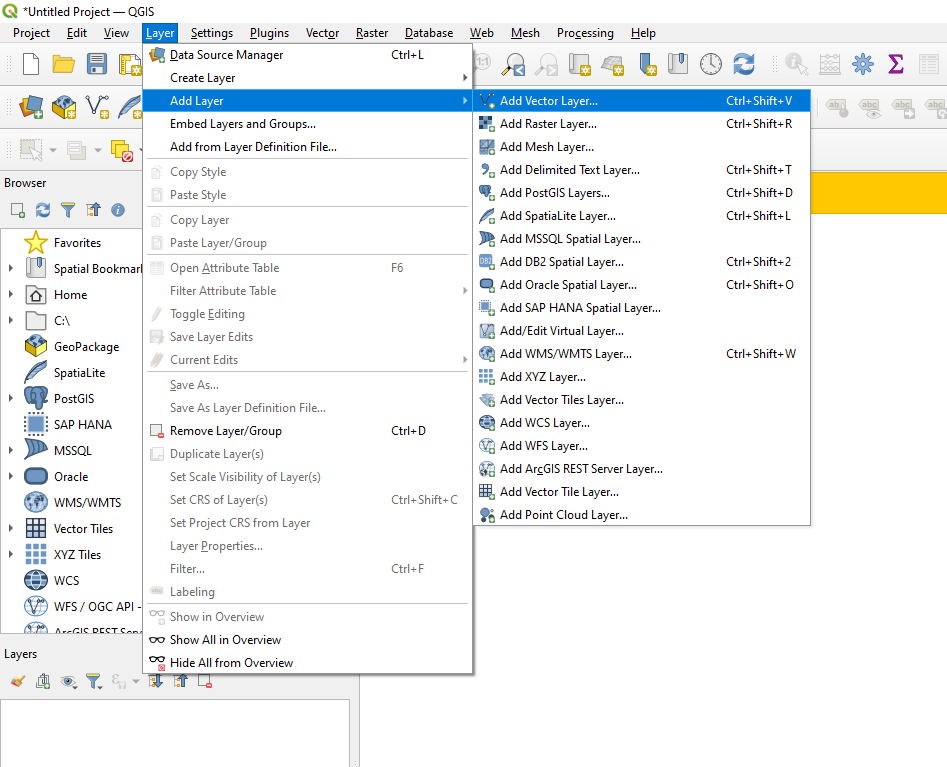 *Untitled Project — QGIS
Project Edit View Layer Settings Plugins Vector Raster Database Web Mesh Processing Help
Data Source Manager Ctrl+L
Create Layer
Add Layer
Embed Layers and Groups...
Add from Layer Definition File...
Copy Style
Paste Style
Copy Layer
Paste Layer/Group
Open Attribute Table F6
Filter Attribute Table
Toggle Editing
Save Layer Edits
Current Edits
Save As...
Save As Layer Definition File...
Remove Layer/Group Ctrl+D
Duplicate Layer(s)
Set Scale Visibility of Layer(s)
Set CRS of Layer(s) Ctrl+Shift+C
Set Project CRS from Layer
Layer Properties...
Filter... Ctrl+F
Labeling
Show in Overview
Show All in Overview
Hide All from Overview
Add Vector Layer... Ctrl+Shift+V
Add Raster Layer... Ctrl+Shift+R
Add Mesh Layer...
Add Delimited Text Layer... Ctrl+Shift+T
Add PostGIS Layers... Ctrl+Shift+D
Add SpatiaLite Layer... Ctrl+Shift+L
Add MSSQL Spatial Layer...
Add DB2 Spatial Layer... Ctrl+Shift+2
Add Oracle Spatial Layer... Ctrl+Shift+O
Add SAP HANA Spatial Layer...
Add/Edit Virtual Layer...
Add WMS/WMTS Layer... Ctrl+Shift+W
Add XYZ Layer...
Add Vector Tiles Layer...
Add WCS Layer...
Add WFS Layer...
Add ArcGIS REST Server Layer...
Add Vector Tile Layer...
Add Point Cloud Layer...
Browser
Favorites
Spatial Bookmar
Home
C:\
GeoPackage
SpatiaLite
PostGIS
SAP HANA
MSSQL
Oracle
WMS/WMTS
Vector Tiles
XYZ Tiles
WCS
WFS / OGC API -
ArcGIS REST Serv
Layers